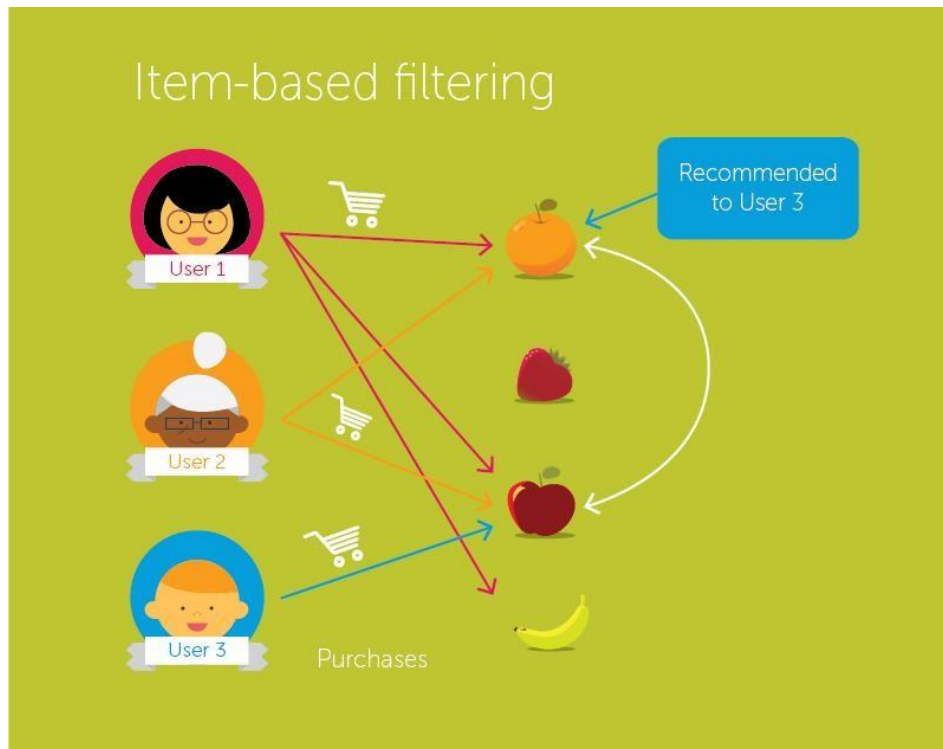 Item-based filtering
Recommended
to User 3
User 1
User 2
User 3
Purchases